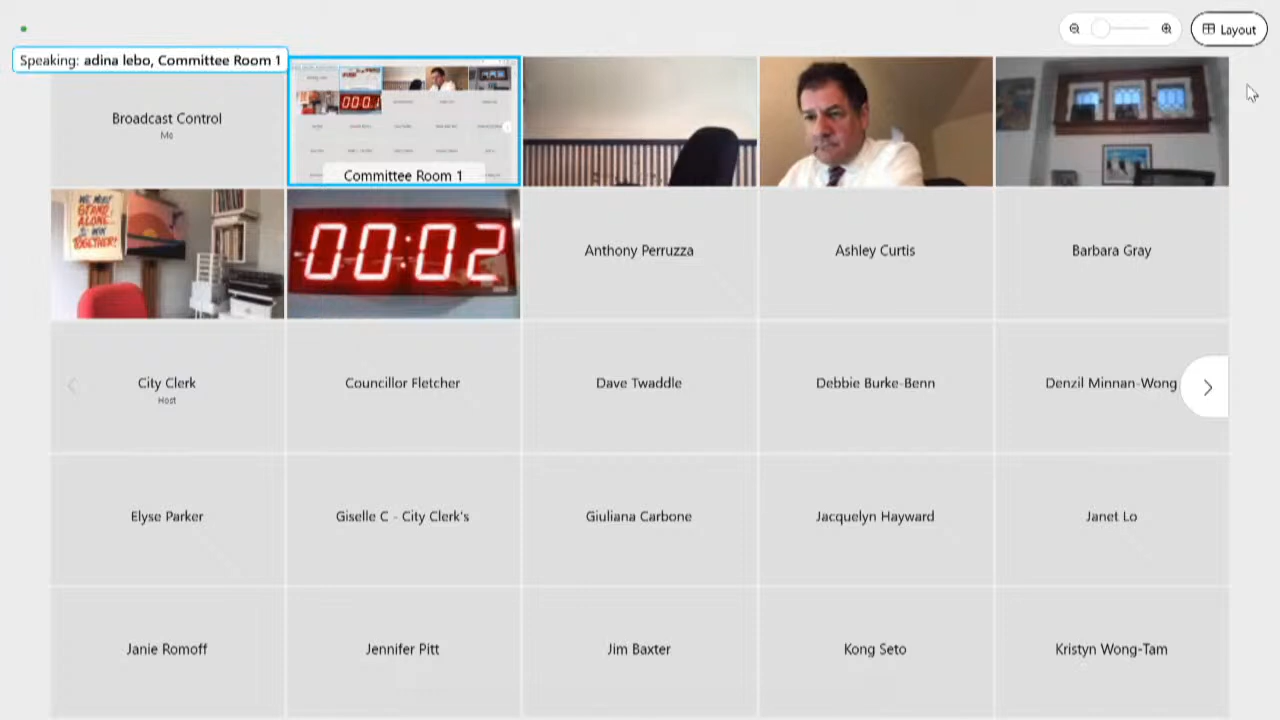 Layout
Speaking: adina lebo, Committee Room 1
Broadcast Control
Me
Committee Room 1
WE MUST
STAND
ALONE
TOGETHER!
00:02
Anthony Perruzza
Ashley Curtis
Barbara Gray
City Clerk
Host
Councillor Fletcher
Dave Twaddle
Debbie Burke-Benn
Denzil Minnan-Wong
Elyse Parker
Giselle C - City Clerk's
Giuliana Carbone
Jacquelyn Hayward
Janet Lo
Janie Romoff
Jennifer Pitt
Jim Baxter
Kong Seto
Kristyn Wong-Tam